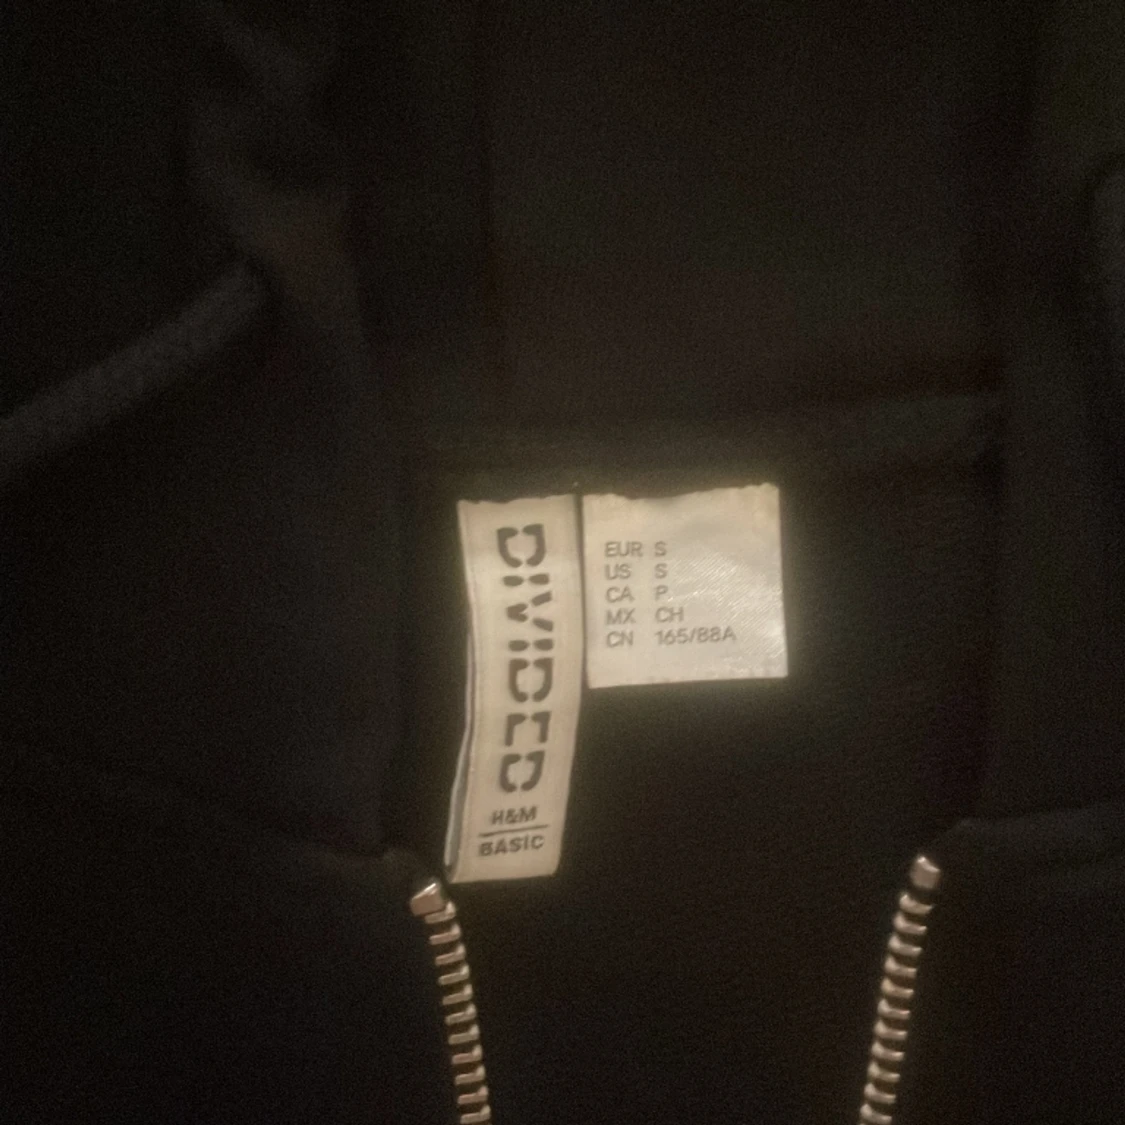 DIVIDED
H&M
BASIC
EUR S
US S
CA P
MX CH
CN 165/88A